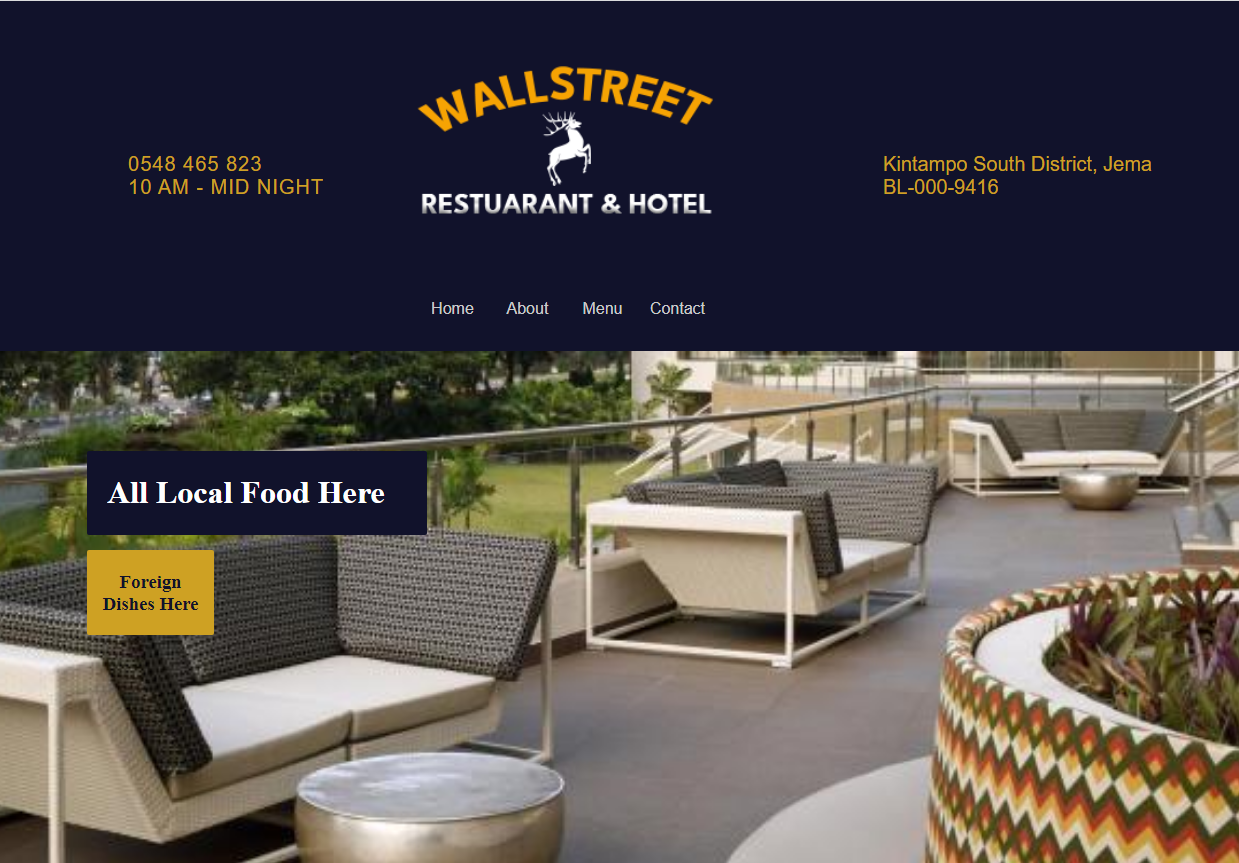 WALLSTREET
RESTUARANT & HOTEL
0548 465 823
10 AM - MID NIGHT
Kintampo South District, Jema
BL-000-9416
Home About Menu Contact
All Local Food Here
Foreign
Dishes Here